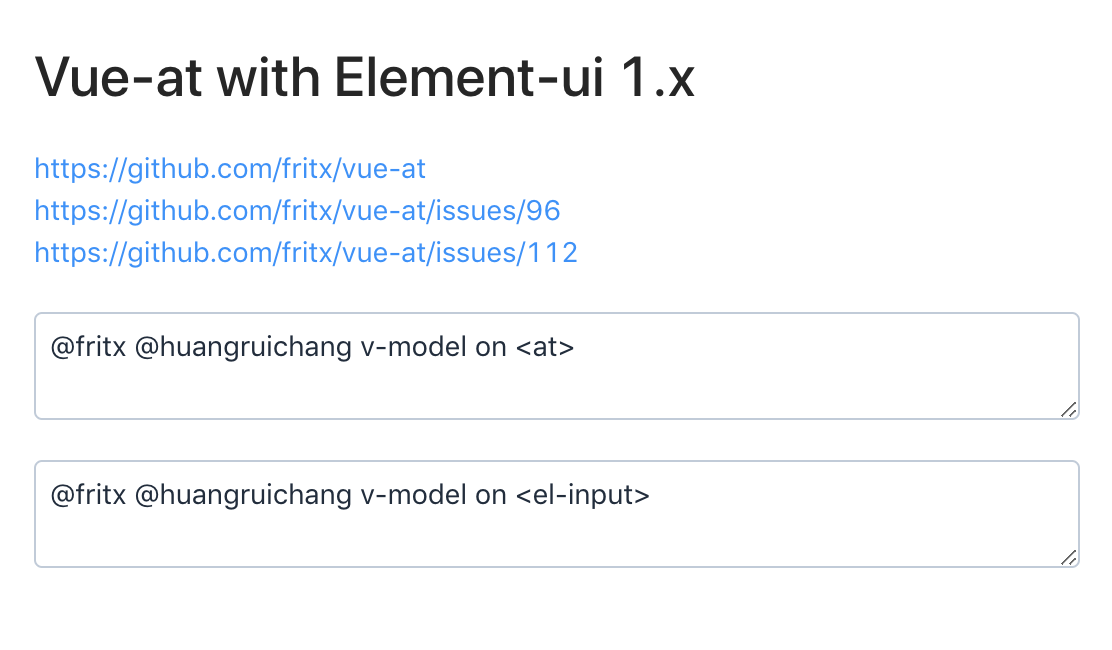 Vue-at with Element-ui 1.x
https://github.com/fritx/vue-at
https://github.com/fritx/vue-at/issues/96
https://github.com/fritx/vue-at/issues/112
@fritx @huangruichang v-model on <at>
@fritx @huangruichang v-model on <el-input>